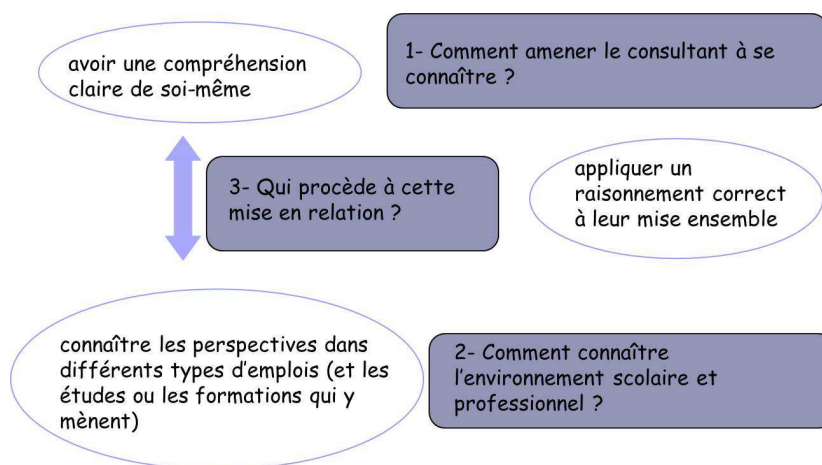 avoir une compréhension
claire de soi-même
1- Comment amener le consultant à se
connaître ?
3- Qui procède à cette
mise en relation ?
appliquer un
raisonnement correct
à leur mise ensemble
connaître les perspectives dans
différents types d'emplois (et les
études ou les formations qui y
mènent)
2- Comment connaître
l'environnement scolaire et
professionnel ?